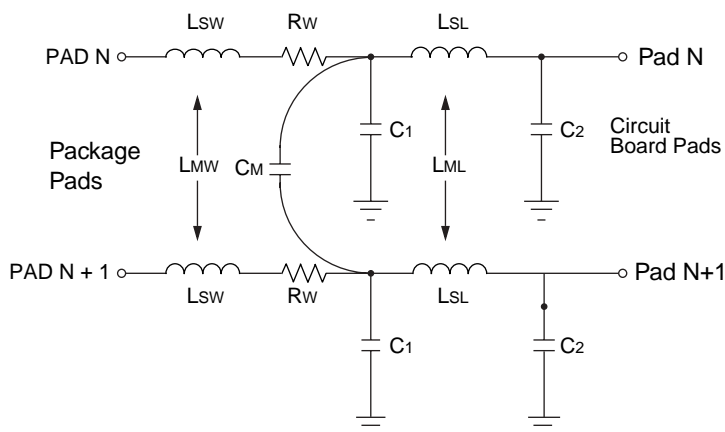 LSW
RW
LSL
PAD N
Pad N
C1
C2
Circuit
Board Pads
Package
Pads
LMW
CM
LML
PAD N + 1
Pad N+1
LSW
RW
LSL
C1
C2